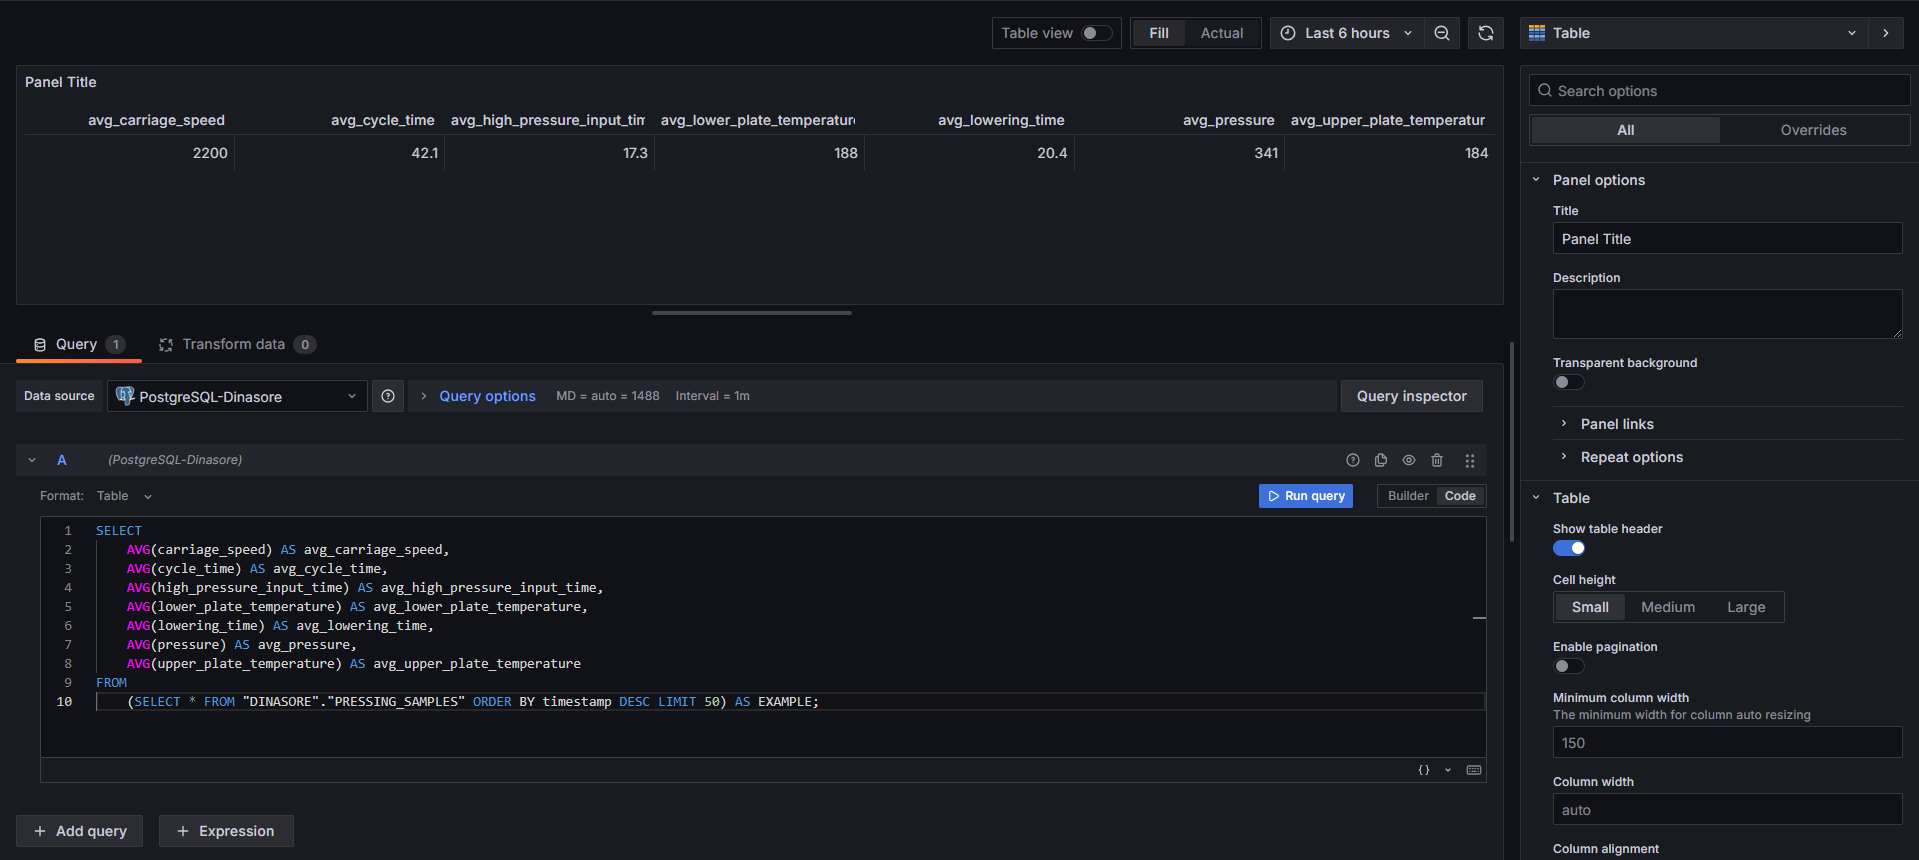 Table view
Fill
Actual
Last 6 hours
Table
Panel Title
avg_carriage_speed
avg_cycle_time
avg_high_pressure_input_tim
avg_lower_plate_temperature
avg_lowering_time
avg_pressure
avg_upper_plate_temperatur
2200
42.1
17.3
188
20.4
341
184
Query 1
Transform data 0
Data source
PostgreSQL-Dinasore
Query options
MD = auto = 1488
Interval = 1m
Query inspector
A
(PostgreSQL-Dinasore)
Format: Table
Run query
Builder
Code
1 SELECT
2 AVG(carriage_speed) AS avg_carriage_speed,
3 AVG(cycle_time) AS avg_cycle_time,
4 AVG(high_pressure_input_time) AS avg_high_pressure_input_time,
5 AVG(lower_plate_temperature) AS avg_lower_plate_temperature,
6 AVG(lowering_time) AS avg_lowering_time,
7 AVG(pressure) AS avg_pressure,
8 AVG(upper_plate_temperature) AS avg_upper_plate_temperature
9 FROM
10 (SELECT * FROM "DINASORE"."PRESSING_SAMPLES" ORDER BY timestamp DESC LIMIT 50) AS EXAMPLE;
{}
+ Add query
+ Expression
Search options
All
Overrides
Panel options
Title
Panel Title
Description
Transparent background
Panel links
Repeat options
Table
Show table header
Cell height
Small
Medium
Large
Enable pagination
Minimum column width
The minimum width for column auto resizing
150
Column width
auto
Column alignment